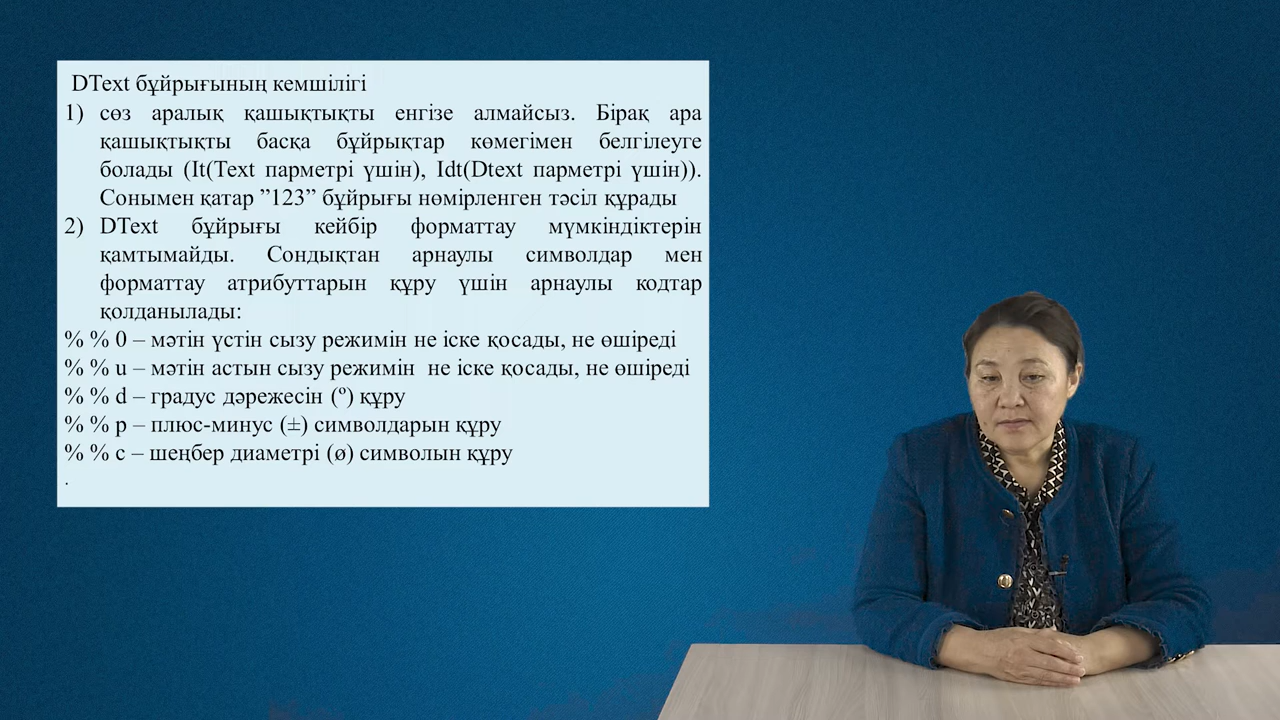 DText бұйрығының кемшілігі
1) сөз аралық қашықтықты енгізе алмайсыз. Бірақ ара
қашықтықты басқа бұйрықтар көмегімен белгілеуге
болады (It(Text парметрі үшін), Idt(Dtext парметрі үшін)).
Сонымен қатар ”123” бұйрығы нөмірленген тәсіл құрады
2) DText бұйрығы кейбір форматтау мүмкіндіктерін
қамтымайды. Сондықтан арнаулы символдар мен
форматтау атрибуттарын құру үшін арнаулы кодтар
қолданылады:
% % 0 – мәтін үстін сызу режимін не іске қосады, не өшіреді
% % u – мәтін астын сызу режимін не іске қосады, не өшіреді
% % d – градус дәрежесін (º) құру
% % p – плюс-минус (±) символдарын құру
% % c – шеңбер диаметрі (ø) символын құру
.